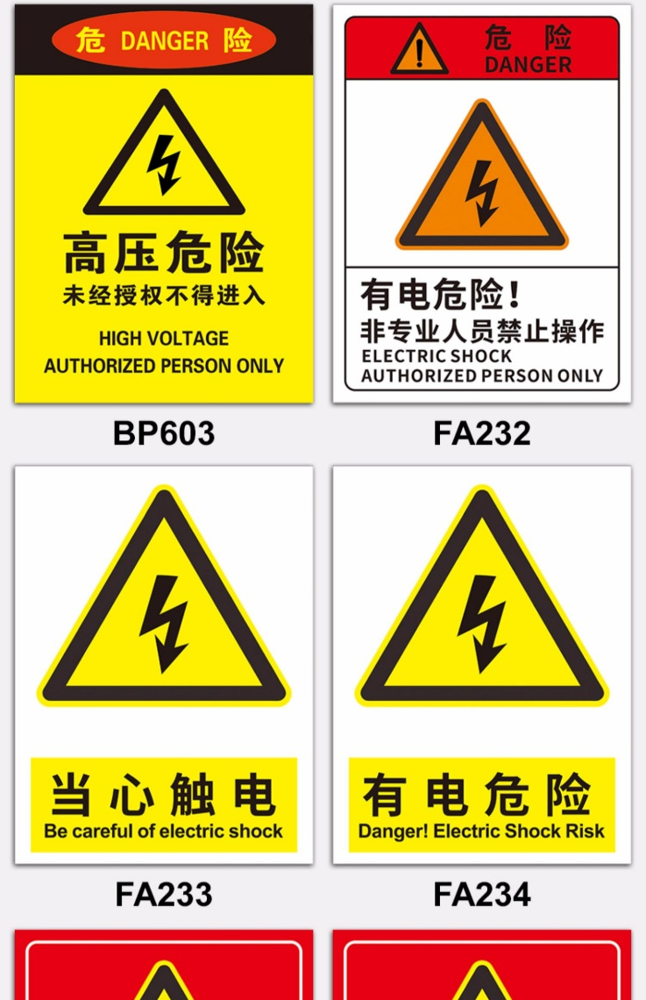 危 DANGER 险
高压危险
未经授权不得进入
HIGH VOLTAGE
AUTHORIZED PERSON ONLY
BP603
危 险
DANGER
有电危险!
非专业人员禁止操作
ELECTRIC SHOCK
AUTHORIZED PERSON ONLY
FA232
当心触电
Be careful of electric shock
FA233
有电危险
Danger! Electric Shock Risk
FA234